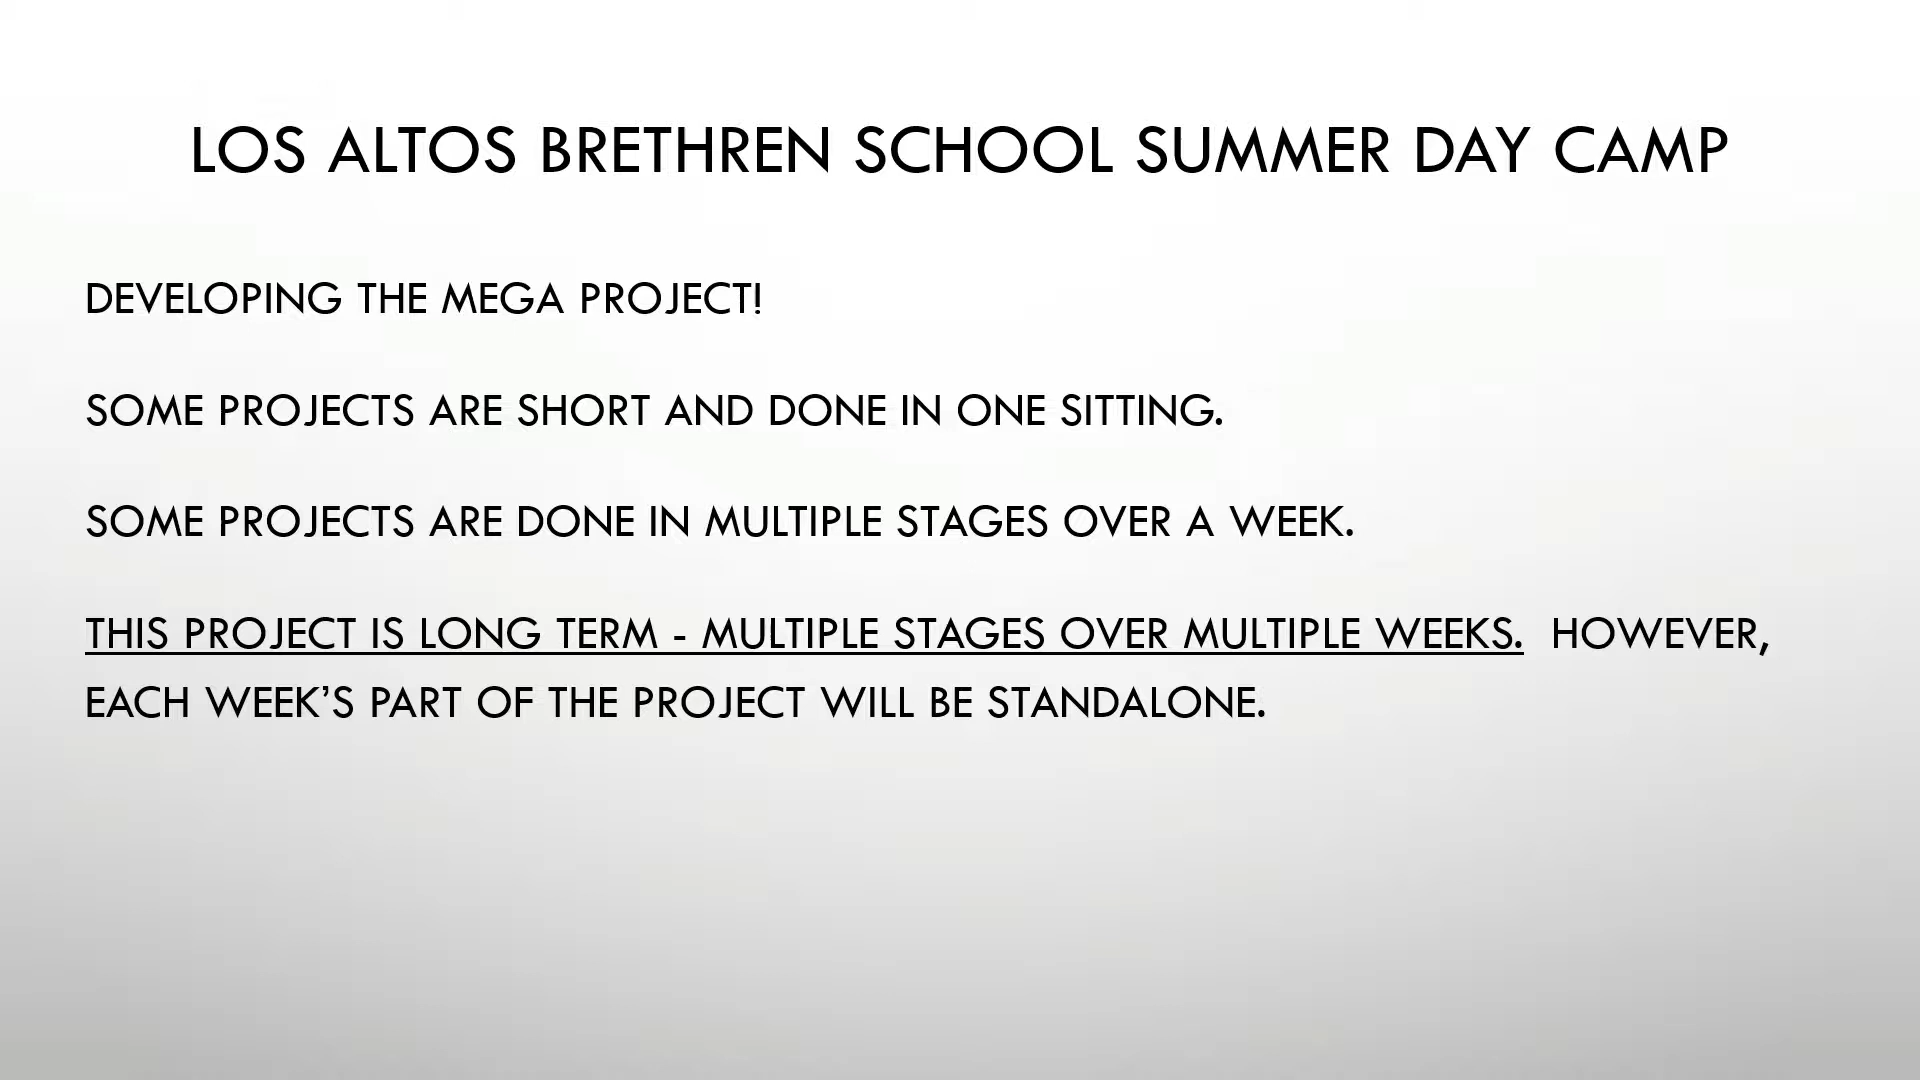 LOS ALTOS BRETHREN SCHOOL SUMMER DAY CAMP
DEVELOPING THE MEGA PROJECT!
SOME PROJECTS ARE SHORT AND DONE IN ONE SITTING.
SOME PROJECTS ARE DONE IN MULTIPLE STAGES OVER A WEEK.
THIS PROJECT IS LONG TERM - MULTIPLE STAGES OVER MULTIPLE WEEKS.  HOWEVER,
EACH WEEK’S PART OF THE PROJECT WILL BE STANDALONE.